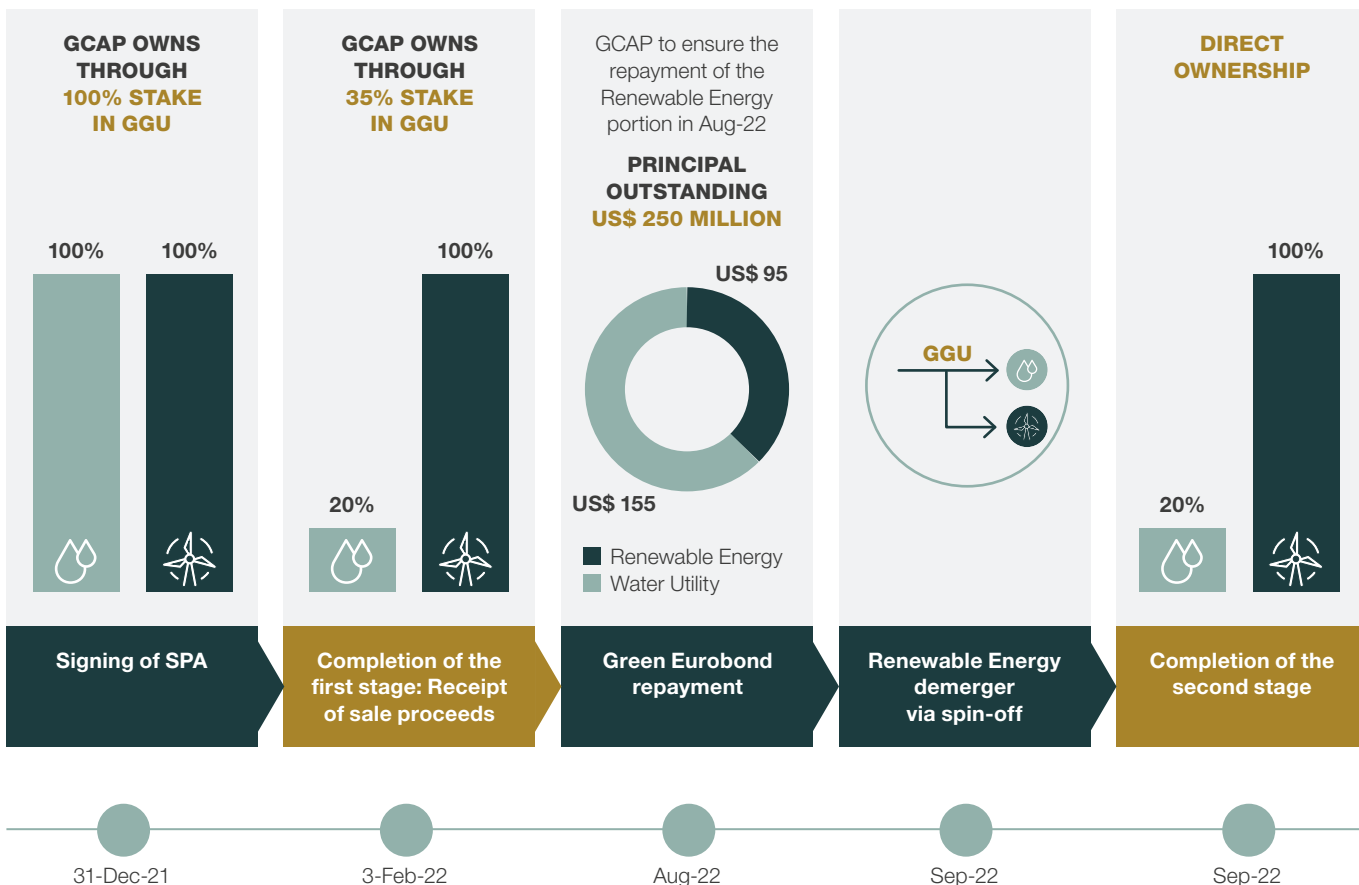 GCAP OWNS
THROUGH
100% STAKE
IN GGU
100%
100%
Signing of SPA
31-Dec-21
GCAP OWNS
THROUGH
35% STAKE
IN GGU
20%
100%
Completion of the
first stage: Receipt
of sale proceeds
3-Feb-22
GCAP to ensure the
repayment of the
Renewable Energy
portion in Aug-22
PRINCIPAL
OUTSTANDING
US$ 250 MILLION
US$ 95
US$ 155
Renewable Energy
Water Utility
Green Eurobond
repayment
Aug-22
GGU
Renewable Energy
demerger
via spin-off
Sep-22
DIRECT
OWNERSHIP
20%
100%
Completion of the
second stage
Sep-22